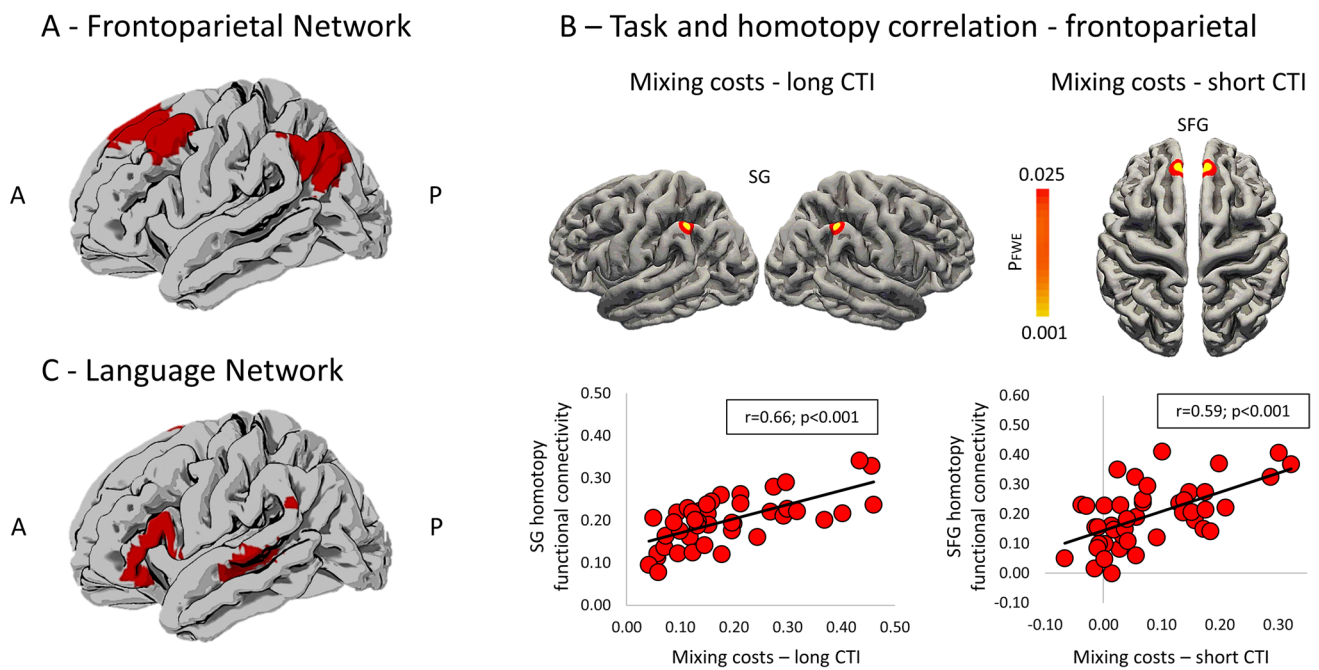 A - Frontoparietal Network
A
P
B – Task and homotopy correlation - frontoparietal
Mixing costs - long CTI
SG
Mixing costs - short CTI
SFG
0.025
PFWE
0.001
C - Language Network
A
P
0.50
0.40
0.30
0.20
0.10
0.00
SG homotopy
functional connectivity
r=0.66; p<0.001
0.00 0.10 0.20 0.30 0.40 0.50
Mixing costs – long CTI
0.60
0.50
0.40
0.30
0.20
0.10
0.00
-0.10
SFG homotopy
functional connectivity
r=0.59; p<0.001
-0.10 0.00 0.10 0.20 0.30
Mixing costs – short CTI